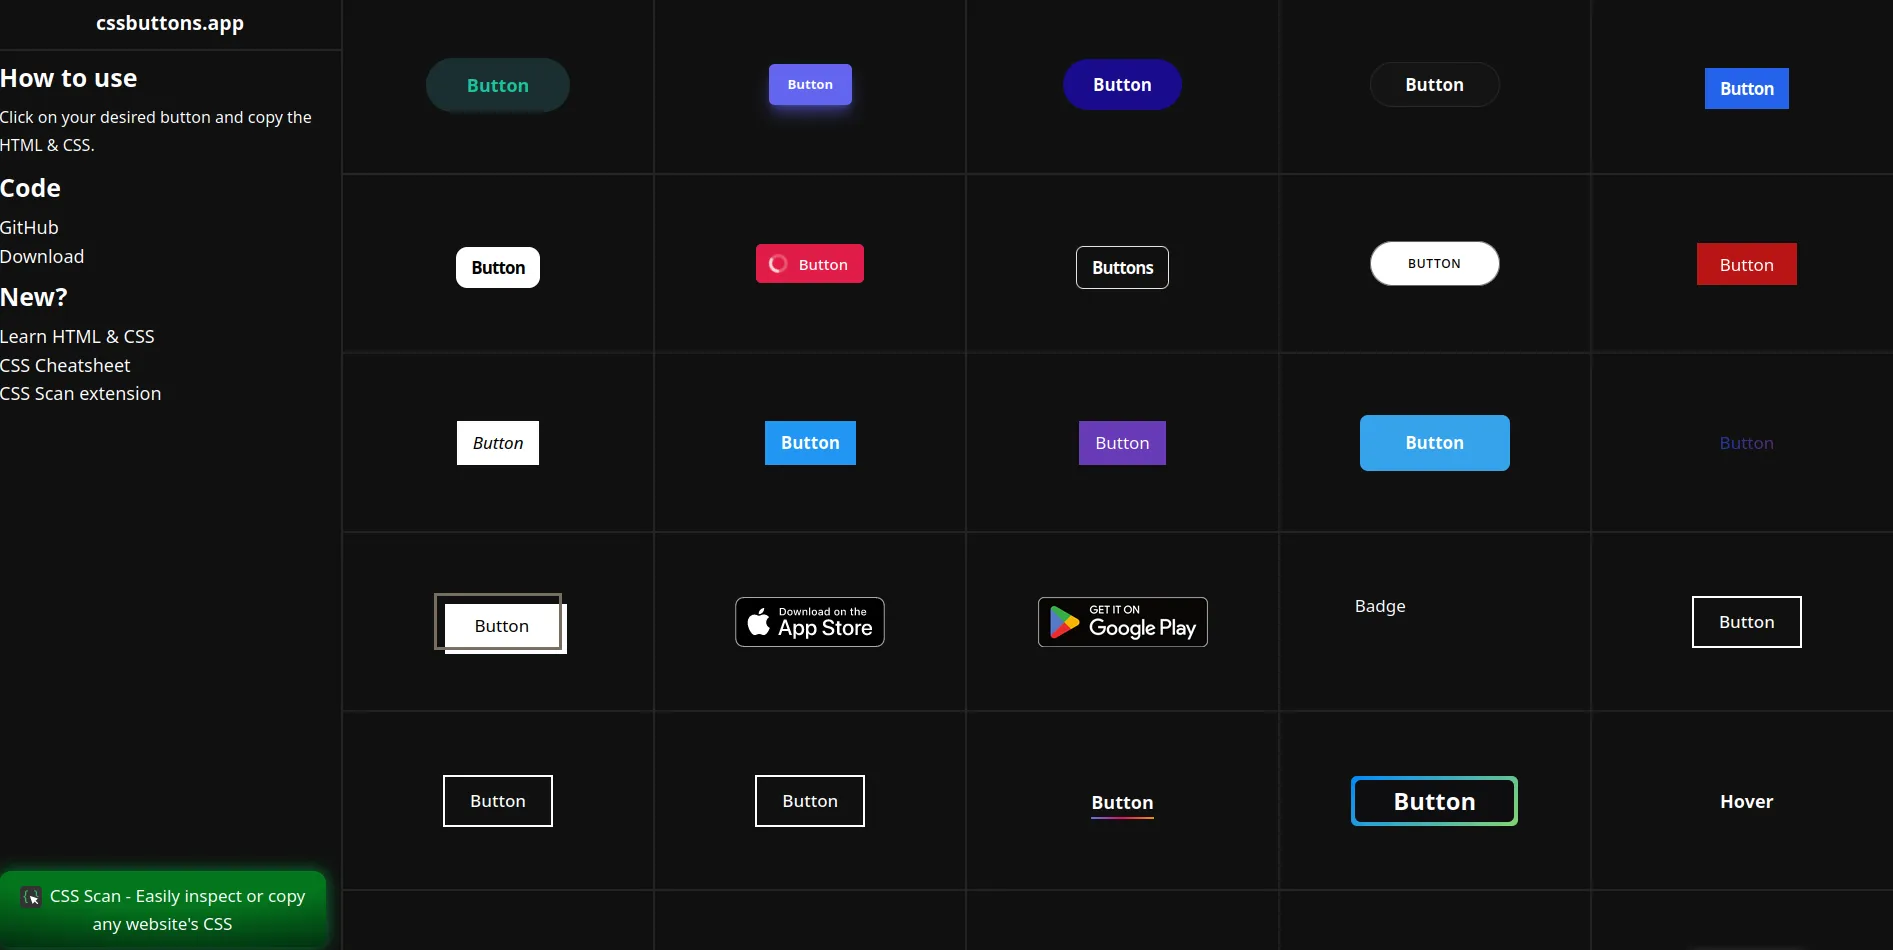 cssbuttons.app
How to use
Click on your desired button and copy the
HTML & CSS.
Code
GitHub
Download
New?
Learn HTML & CSS
CSS Cheatsheet
CSS Scan extension
CSS Scan - Easily inspect or copy
any website's CSS
Button
Button
Button
Button
Button
Button
Button
Buttons
BUTTON
Button
Button
Button
Button
Button
Button
Button
Download on the
App Store
GET IT ON
Google Play
Badge
Button
Button
Button
Button
Button
Hover